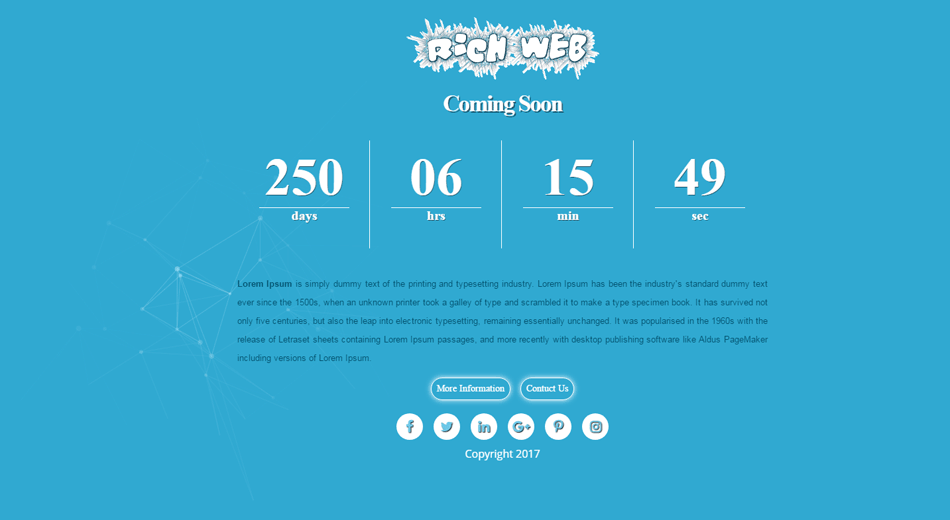 RICH WEB
Coming Soon
250 06 15 49
days hrs min sec
Lorem Ipsum is simply dummy text of the printing and typesetting industry. Lorem Ipsum has been the industry's standard dummy text
ever since the 1500s, when an unknown printer took a galley of type and scrambled it to make a type specimen book. It has survived not
only five centuries, but also the leap into electronic typesetting, remaining essentially unchanged. It was popularised in the 1960s with the
release of Letraset sheets containing Lorem Ipsum passages, and more recently with desktop publishing software like Aldus PageMaker
including versions of Lorem Ipsum.
More Information Contuct Us
f in G+ P
Copyright 2017